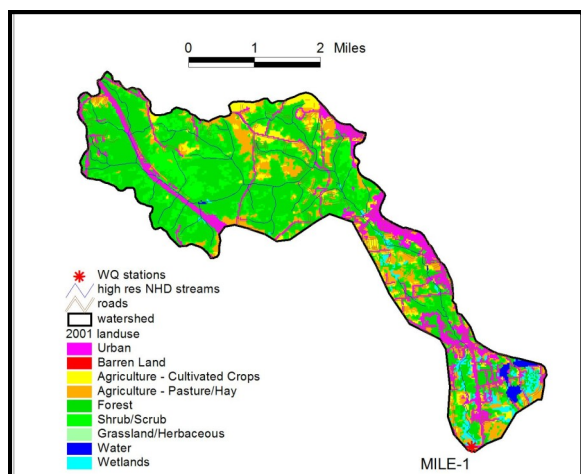 0 1 2 Miles
WQ stations
high res NHD streams
roads
watershed
2001 landuse
Urban
Barren Land
Agriculture - Cultivated Crops
Agriculture - Pasture/Hay
Forest
Shrub/Scrub
Grassland/Herbaceous
Water
Wetlands
MILE-1